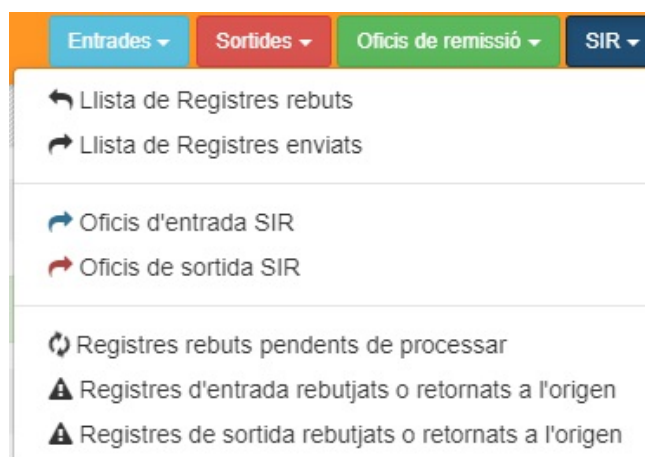 Entrades Sortides Oficis de remissió SIR
Llista de Registres rebuts
Llista de Registres enviats
Oficis d'entrada SIR
Oficis de sortida SIR
Registres rebuts pendents de processar
Registres d'entrada rebutjats o retornats a l'origen
Registres de sortida rebutjats o retornats a l'origen